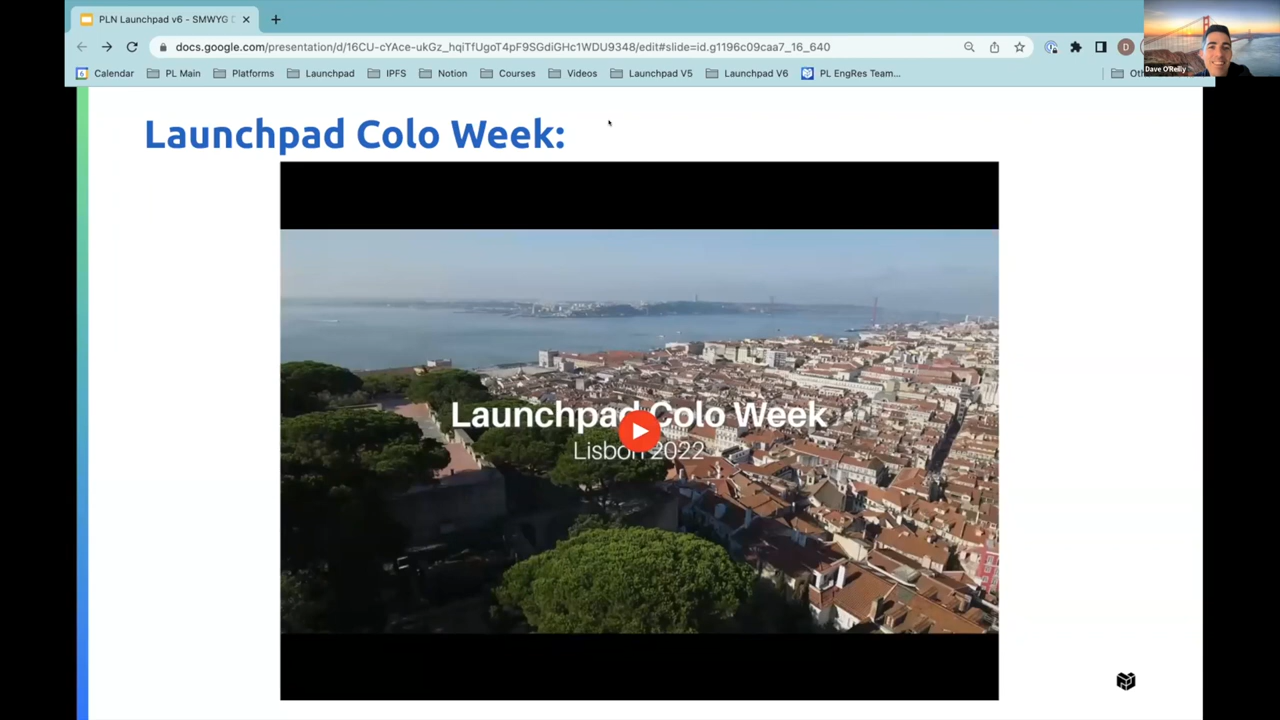 PLN Launchpad v6 - SMWYG
docs.google.com/presentation/d/16CU-cYAce-ukGz_hqiTfUgoT4pF9SGdiGHc1WDU9348/edit#slide=id.g1196c09caa7_16_640
D
Dave O'Reilly
6 Calendar PL Main Platforms Launchpad IPFS Notion Courses Videos Launchpad V5 Launchpad V6 PL EngRes Team...
Launchpad Colo Week:
Launchpad Colo Week
Lisbon 2022